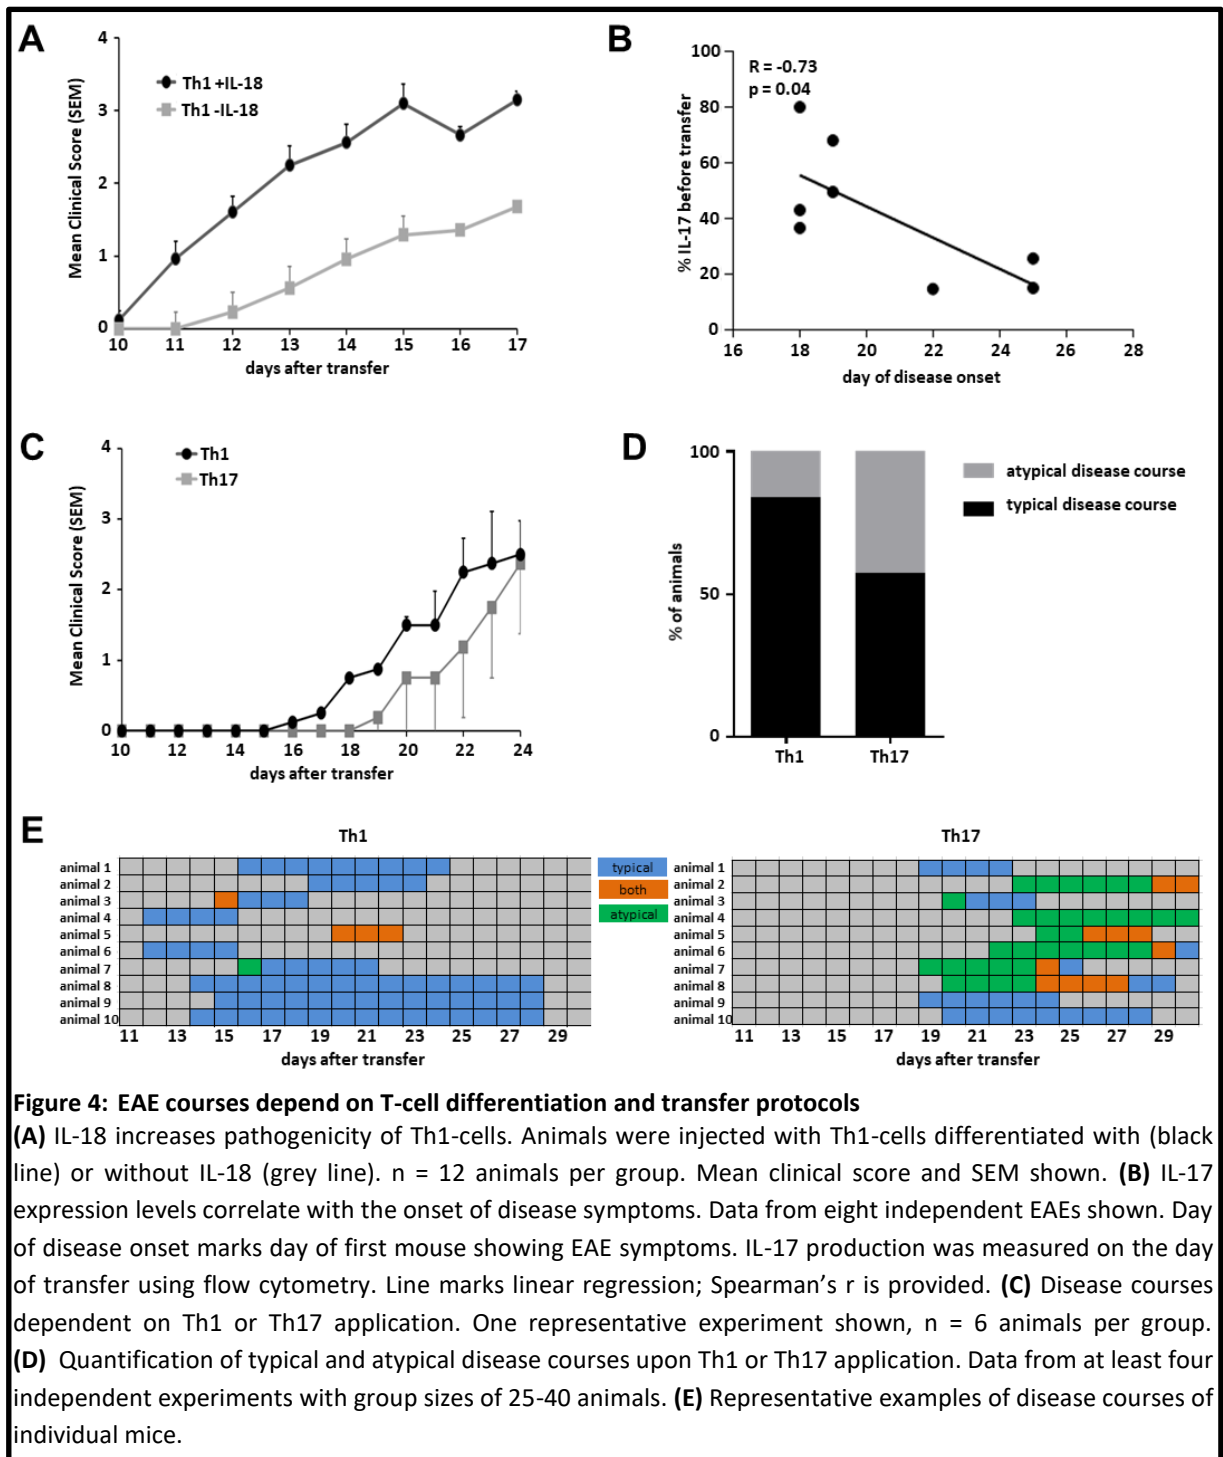 A
4
3
2
1
0
Mean Clinical Score (SEM)
Th1 +IL-18
Th1 -IL-18
10 11 12 13 14 15 16 17
days after transfer
B
100
80
60
40
20
0
% IL-17 before transfer
R = -0.73
p = 0.04
16 18 20 22 24 26 28
day of disease onset
C
4
3
2
1
0
Mean Clinical Score (SEM)
Th1
Th17
10 12 14 16 18 20 22 24
days after transfer
D
100
50
0
% of animals
Th1 Th17
atypical disease course
typical disease course
E
Th1
animal 1
animal 2
animal 3
animal 4
animal 5
animal 6
animal 7
animal 8
animal 9
animal 10
11 13 15 17 19 21 23 25 27 29
days after transfer
typical
both
atypical
Th17
animal 1
animal 2
animal 3
animal 4
animal 5
animal 6
animal 7
animal 8
animal 9
animal 10
11 13 15 17 19 21 23 25 27 29
days after transfer
Figure 4: EAE courses depend on T-cell differentiation and transfer protocols
(A) IL-18 increases pathogenicity of Th1-cells. Animals were injected with Th1-cells differentiated with (black
line) or without IL-18 (grey line). n = 12 animals per group. Mean clinical score and SEM shown. (B) IL-17
expression levels correlate with the onset of disease symptoms. Data from eight independent EAEs shown. Day
of disease onset marks day of first mouse showing EAE symptoms. IL-17 production was measured on the day
of transfer using flow cytometry. Line marks linear regression; Spearman's r is provided. (C) Disease courses
dependent on Th1 or Th17 application. One representative experiment shown, n = 6 animals per group.
(D) Quantification of typical and atypical disease courses upon Th1 or Th17 application. Data from at least four
independent experiments with group sizes of 25-40 animals. (E) Representative examples of disease courses of
individual mice.